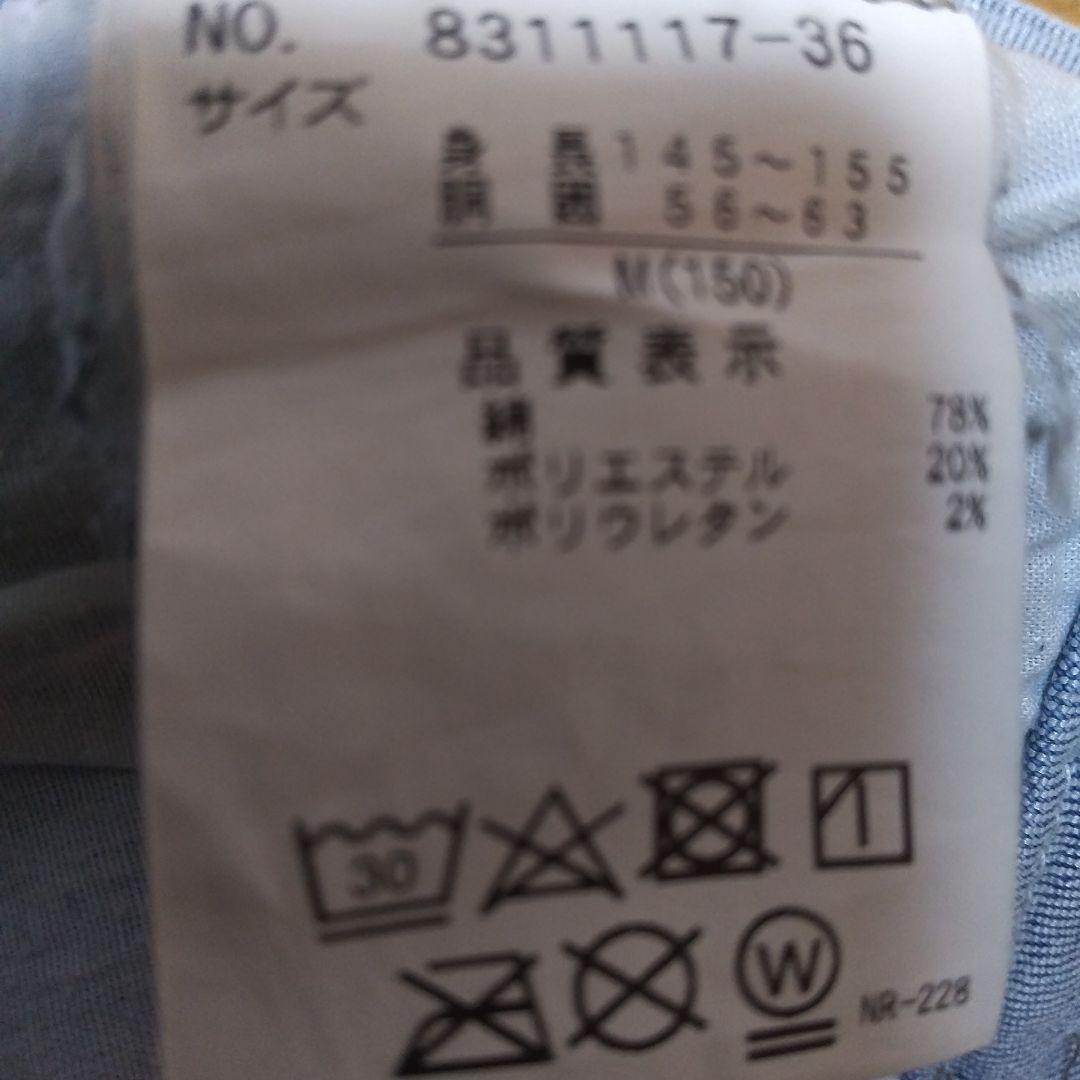 NO. 8311117-36
サイズ
身長 145～155
胴囲 56～63
M(150)
品質表示
綿 78%
ポリエステル 20%
ポリウレタン 2%
30
W
NR-228